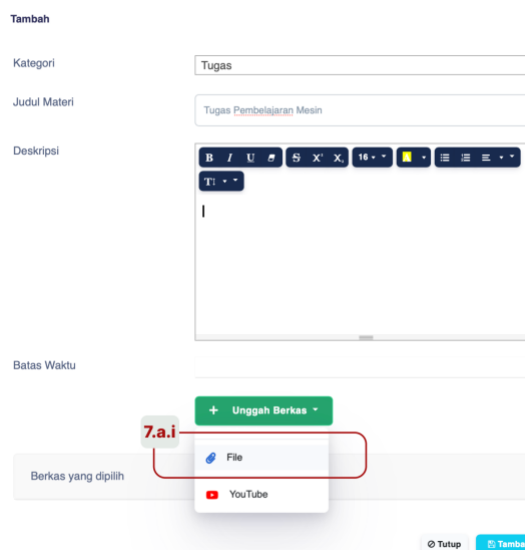 Tambah
Kategori
Tugas
Judul Materi
Tugas Pembelajaran Mesin
Deskripsi
B I U S X' X, 16
T
Batas Waktu
+ Unggah Berkas
7.a.i
File
Berkas yang dipilih
YouTube
Tutup